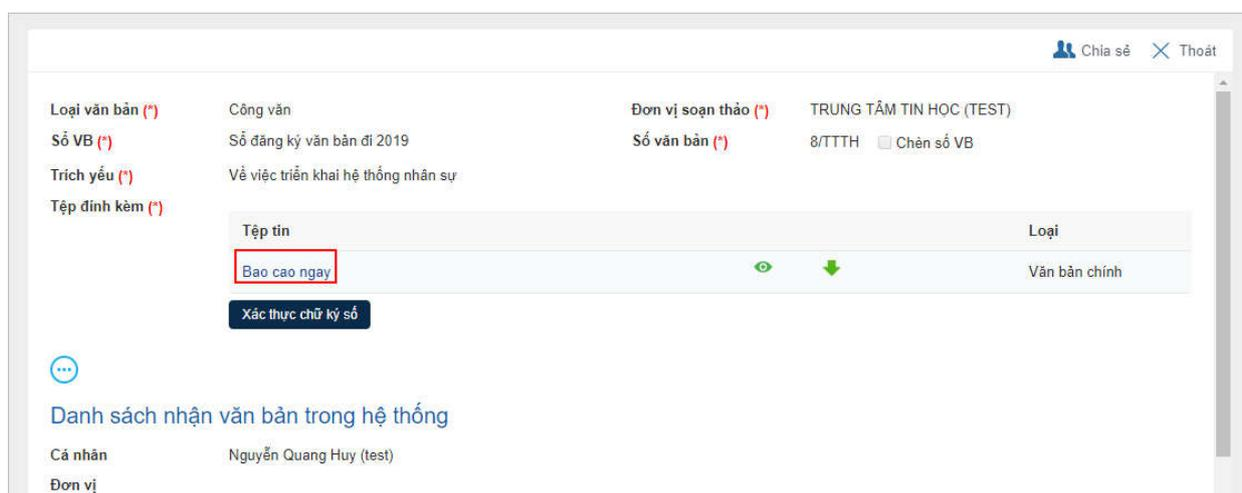 Chia sẻ Thoát
Loại văn bản (*) Công văn Đơn vị soạn thảo (*) TRUNG TÂM TIN HỌC (TEST)
Sổ VB (*) Sổ đăng ký văn bản đi 2019 Số văn bản (*) 8/TTTH Chèn số VB
Trích yếu (*) Về việc triển khai hệ thống nhân sự
Tệp đính kèm (*)
Tệp tin Loại
Bao cao ngay Văn bản chính
Xác thực chữ ký số
Danh sách nhận văn bản trong hệ thống
Cá nhân Nguyễn Quang Huy (test)
Đơn vị